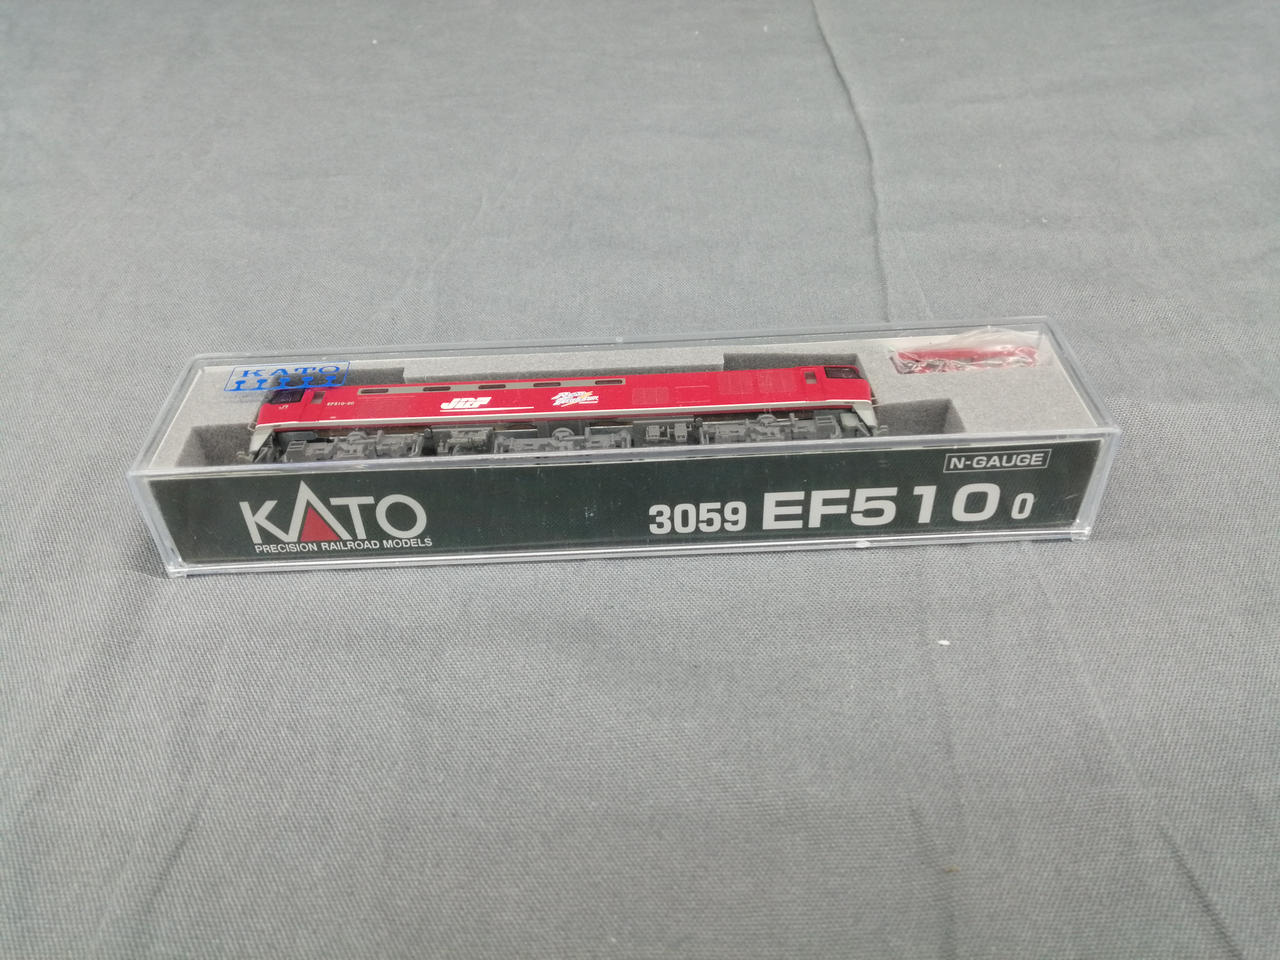 KATO
JRF
KATO
PRECISION RAILROAD MODELS
N-GAUGE
3059 EF510 0